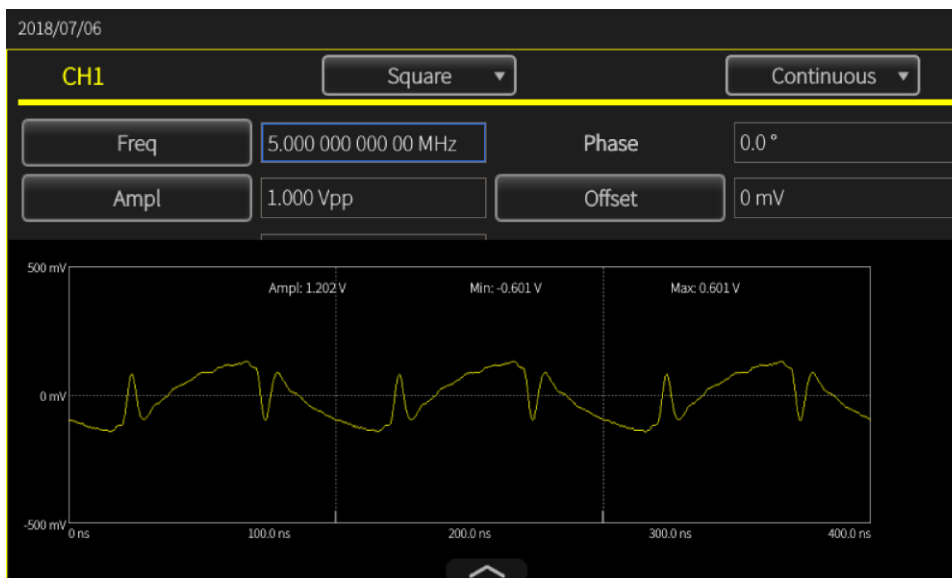 2018/07/06
CH1 Square Continuous
Freq 5.000 000 000 00 MHz Phase 0.0 °
Ampl 1.000 Vpp Offset 0 mV
500 mV
Ampl: 1.202 V Min: -0.601 V Max: 0.601 V
0 mV
-500 mV
0 ns 100.0 ns 200.0 ns 300.0 ns 400.0 ns